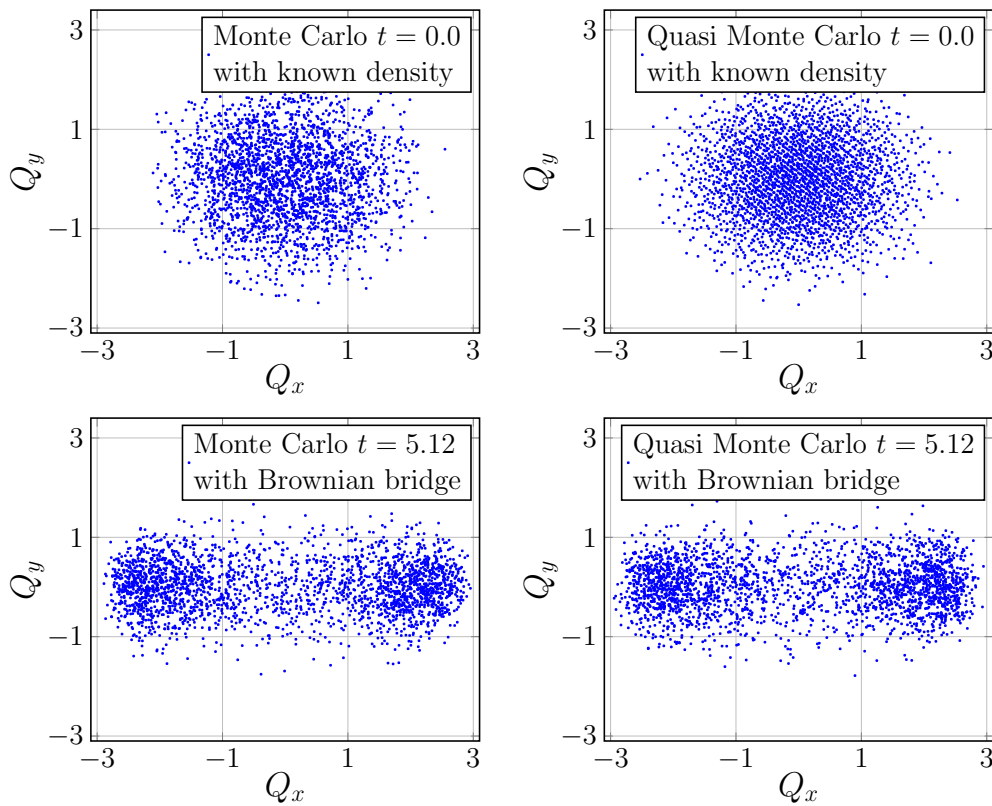 Monte Carlo t = 0.0
with known density
3
1
−1
−3
Q_y
−3
−1
1
3
Q_x
Quasi Monte Carlo t = 0.0
with known density
3
1
−1
−3
Q_y
−3
−1
1
3
Q_x
Monte Carlo t = 5.12
with Brownian bridge
3
1
−1
−3
Q_y
−3
−1
1
3
Q_x
Quasi Monte Carlo t = 5.12
with Brownian bridge
3
1
−1
−3
Q_y
−3
−1
1
3
Q_x